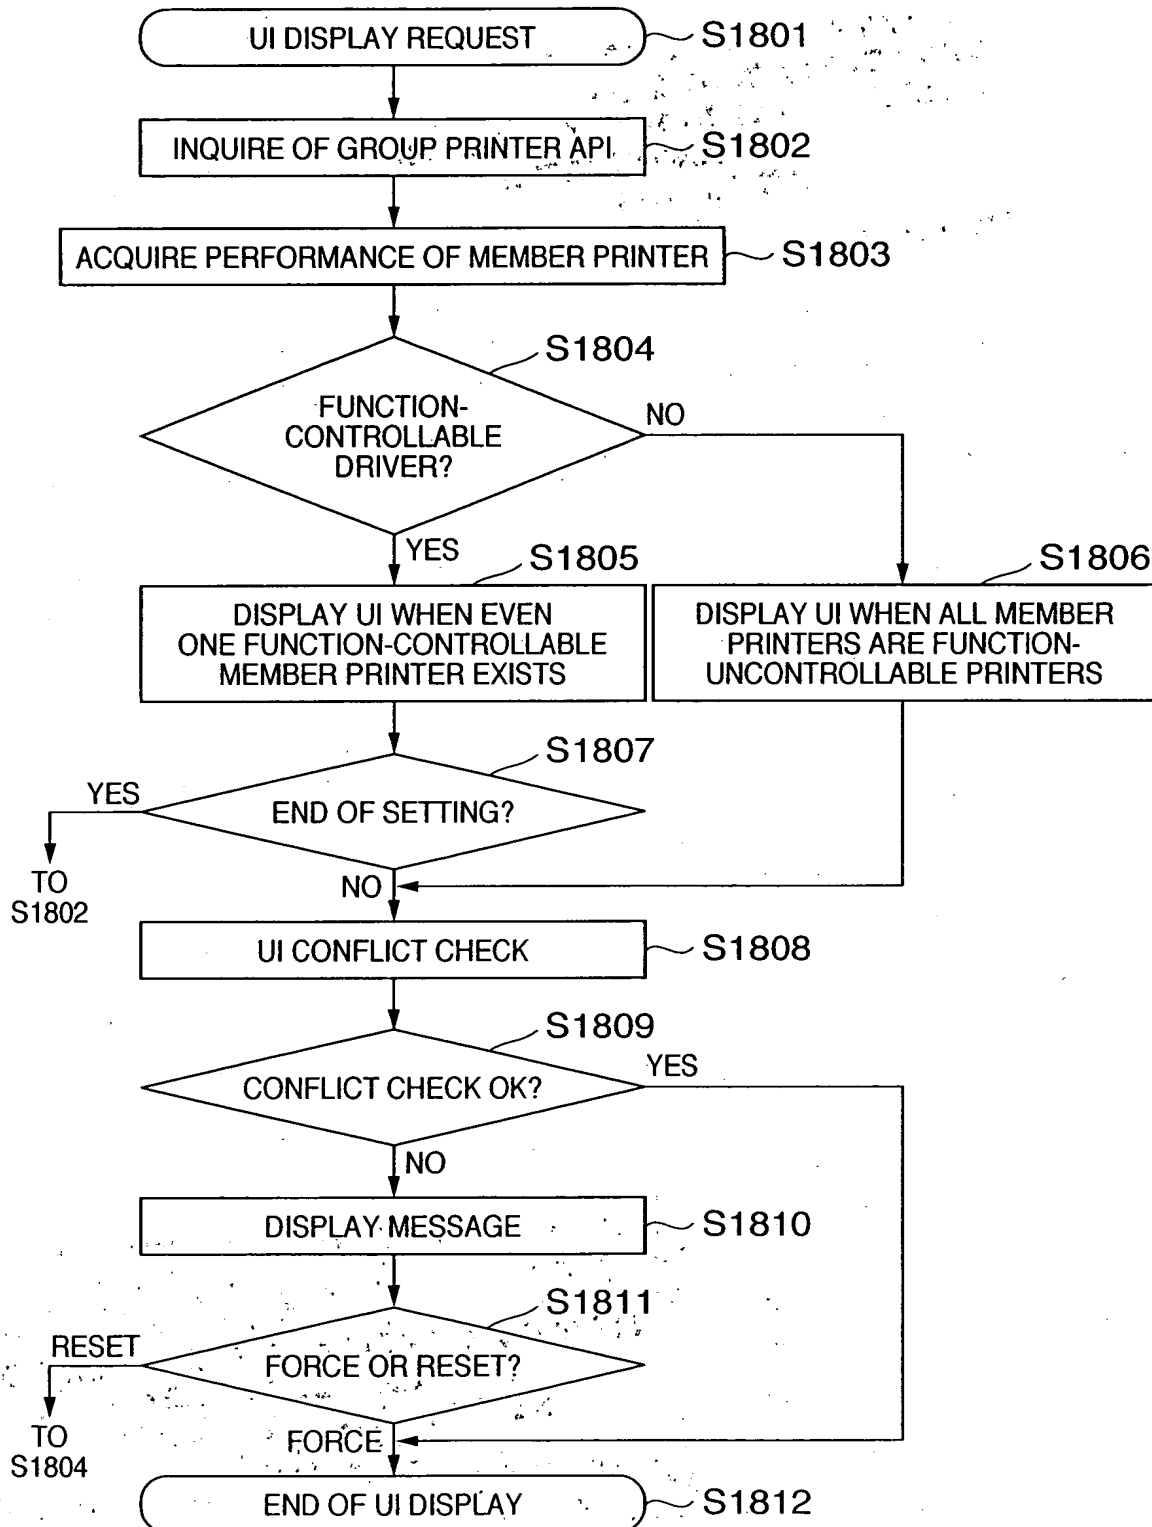 UI DISPLAY REQUEST
S1801
INQUIRE OF GROUP PRINTER API
S1802
ACQUIRE PERFORMANCE OF MEMBER PRINTER
S1803
S1804
FUNCTION-
CONTROLLABLE
DRIVER?
NO
YES
S1805
DISPLAY UI WHEN EVEN
ONE FUNCTION-CONTROLLABLE
MEMBER PRINTER EXISTS
S1806
DISPLAY UI WHEN ALL MEMBER
PRINTERS ARE FUNCTION-
UNCONTROLLABLE PRINTERS
S1807
END OF SETTING?
YES
TO
S1802
NO
UI CONFLICT CHECK
S1808
S1809
CONFLICT CHECK OK?
YES
NO
DISPLAY MESSAGE
S1810
S1811
FORCE OR RESET?
RESET
TO
S1804
FORCE
END OF UI DISPLAY
S1812